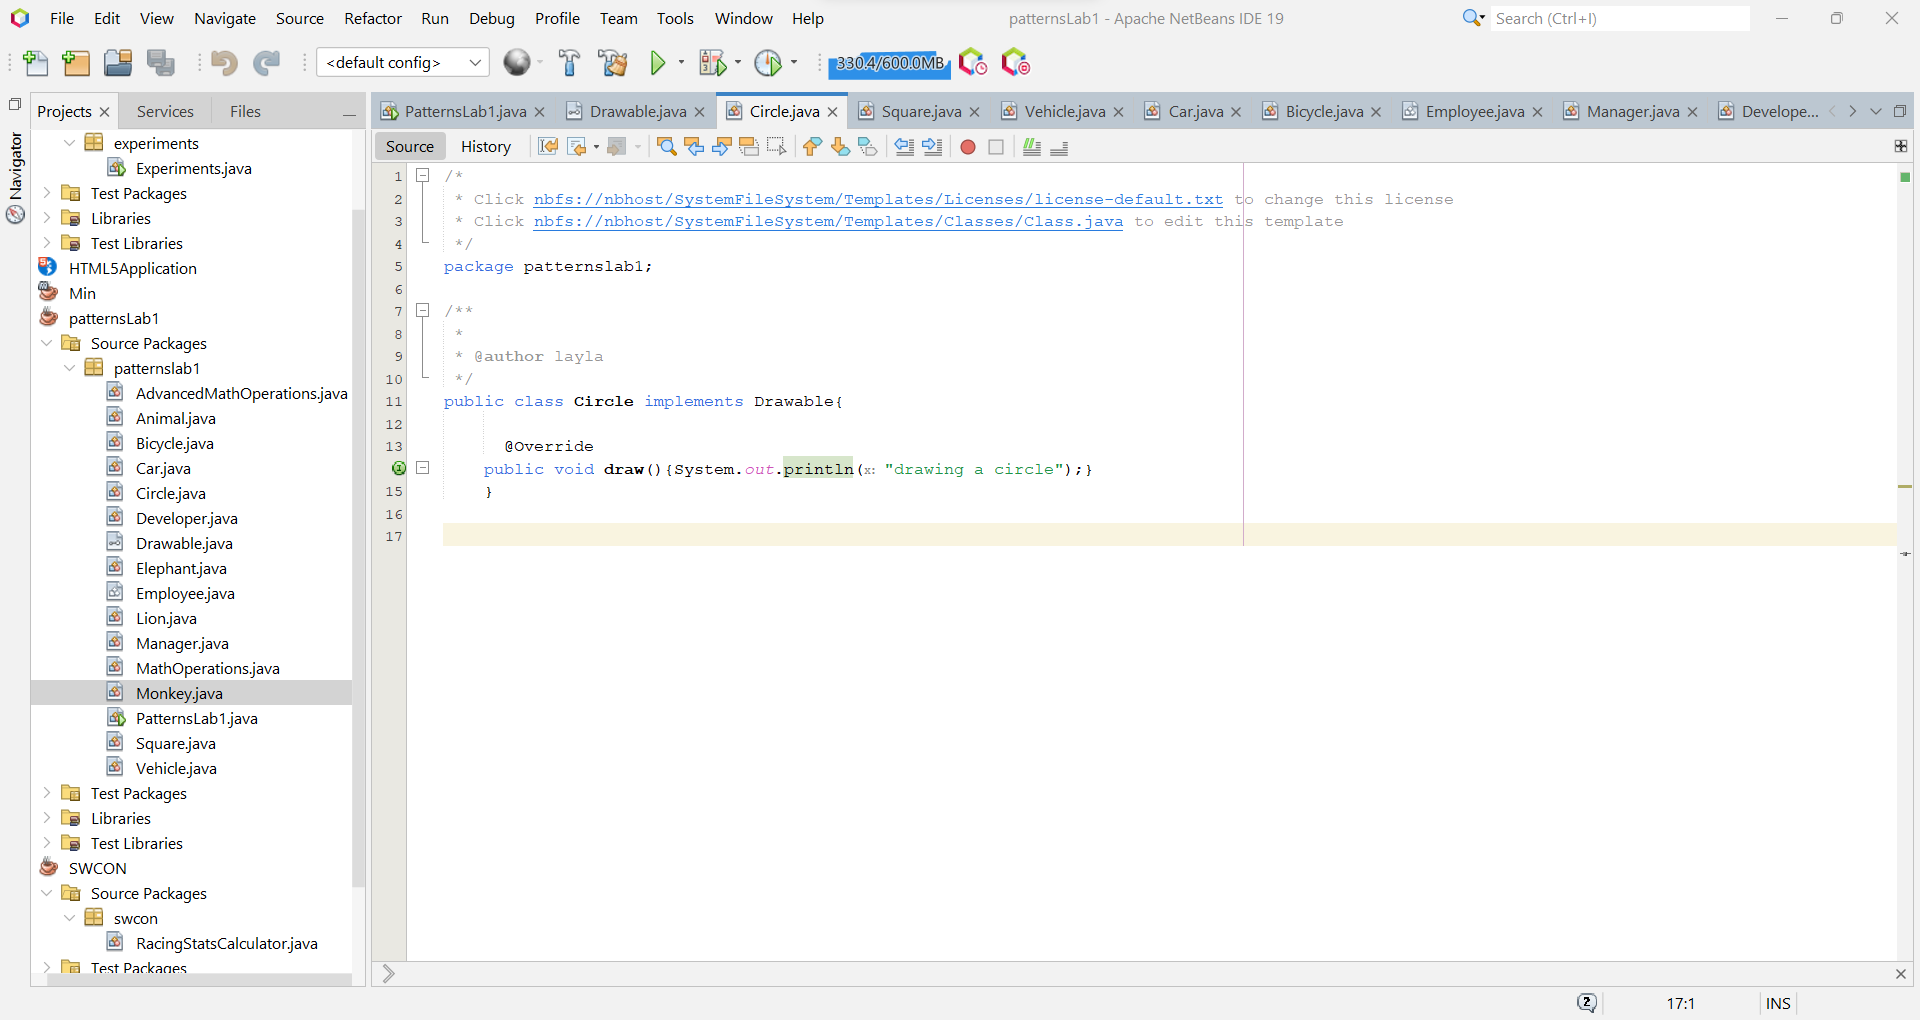 File Edit View Navigate Source Refactor Run Debug Profile Team Tools Window Help patternsLab1 - Apache NetBeans IDE 19 Search (Ctrl+I)
<default config> 330.4/600.0MB
Projects Services Files
PatternsLab1.java Drawable.java Circle.java Square.java Vehicle.java Car.java Bicycle.java Employee.java Manager.java Develope...
Source History
Navigator
experiments
Experiments.java
Test Packages
Libraries
Test Libraries
HTML5Application
Min
patternsLab1
Source Packages
patternslab1
AdvancedMathOperations.java
Animal.java
Bicycle.java
Car.java
Circle.java
Developer.java
Drawable.java
Elephant.java
Employee.java
Lion.java
Manager.java
MathOperations.java
Monkey.java
PatternsLab1.java
Square.java
Vehicle.java
Test Packages
Libraries
Test Libraries
SWCON
Source Packages
swcon
RacingStatsCalculator.java
Test Packages
1 /*
2 * Click nbfs://nbhost/SystemFileSystem/Templates/Licenses/license-default.txt to change this license
3 * Click nbfs://nbhost/SystemFileSystem/Templates/Classes/Class.java to edit this template
4 */
5 package patternslab1;
6
7 /**
8 *
9 * @author layla
10 */
11 public class Circle implements Drawable{
12
13 @Override
public void draw(){System.out.println(x: "drawing a circle");}
15 }
16
17
2 17:1 INS